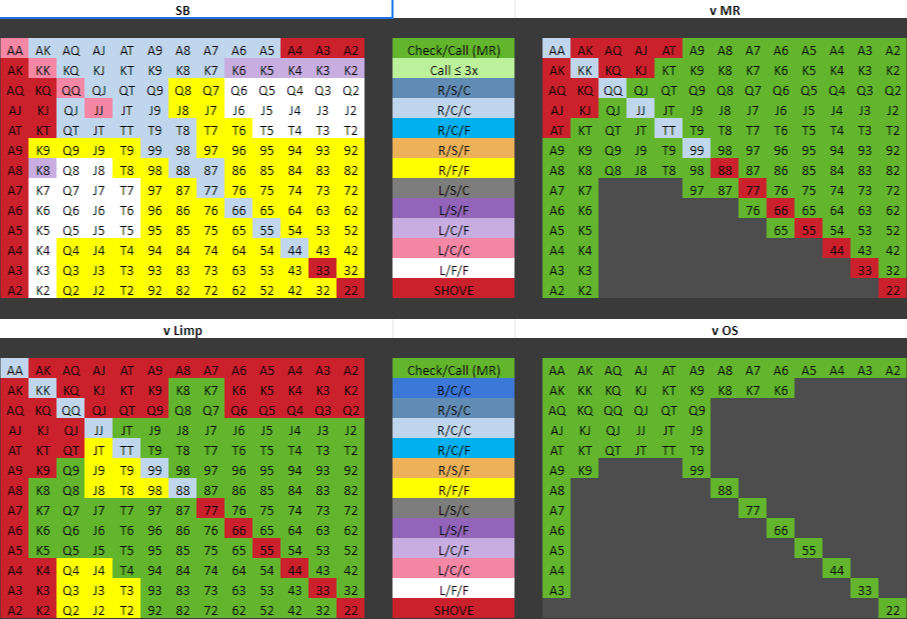 SB v MR
AA AK AQ AJ AT A9 A8 A7 A6 A5 A4 A3 A2 Check/Call (MR) AA AK AQ AJ AT A9 A8 A7 A6 A5 A4 A3 A2
AK KK KQ KJ KT K9 K8 K7 K6 K5 K4 K3 K2 Call ≤ 3x AK KK KQ KJ KT K9 K8 K7 K6 K5 K4 K3 K2
AQ KQ QQ QJ QT Q9 Q8 Q7 Q6 Q5 Q4 Q3 Q2 R/S/C AQ KQ QQ QJ QT Q9 Q8 Q7 Q6 Q5 Q4 Q3 Q2
AJ KJ QJ JJ JT J9 J8 J7 J6 J5 J4 J3 J2 R/C/C AJ KJ QJ JJ JT J9 J8 J7 J6 J5 J4 J3 J2
AT KT QT JT TT T9 T8 T7 T6 T5 T4 T3 T2 R/C/F AT KT QT JT TT T9 T8 T7 T6 T5 T4 T3 T2
A9 K9 Q9 J9 T9 99 98 97 96 95 94 93 92 R/S/F A9 K9 Q9 J9 T9 99 98 97 96 95 94 93 92
A8 K8 Q8 J8 T8 98 88 87 86 85 84 83 82 R/F/F A8 K8 Q8 J8 T8 98 88 87 86 85 84 83 82
A7 K7 Q7 J7 T7 97 87 77 76 75 74 73 72 L/S/C A7 K7 97 87 77 76 75 74 73 72
A6 K6 Q6 J6 T6 96 86 76 66 65 64 63 62 L/S/F A6 K6 76 66 65 64 63 62
A5 K5 Q5 J5 T5 95 85 75 65 55 54 53 52 L/C/F A5 K5 65 55 54 53 52
A4 K4 Q4 J4 T4 94 84 74 64 54 44 43 42 L/C/C A4 K4 44 43 42
A3 K3 Q3 J3 T3 93 83 73 63 53 43 33 32 L/F/F A3 K3 33 32
A2 K2 Q2 J2 T2 92 82 72 62 52 42 32 22 SHOVE A2 K2 22
v Limp v OS
AA AK AQ AJ AT A9 A8 A7 A6 A5 A4 A3 A2 Check/Call (MR) AA AK AQ AJ AT A9 A8 A7 A6 A5 A4 A3 A2
AK KK KQ KJ KT K9 K8 K7 K6 K5 K4 K3 K2 B/C/C AK KK KQ KJ KT K9 K8 K7 K6
AQ KQ QQ QJ QT Q9 Q8 Q7 Q6 Q5 Q4 Q3 Q2 R/S/C AQ KQ QQ QJ QT Q9
AJ KJ QJ JJ JT J9 J8 J7 J6 J5 J4 J3 J2 R/C/C AJ KJ QJ JJ JT J9
AT KT QT JT TT T9 T8 T7 T6 T5 T4 T3 T2 R/C/F AT KT QT JT TT T9
A9 K9 Q9 J9 T9 99 98 97 96 95 94 93 92 R/S/F A9 K9 99
A8 K8 Q8 J8 T8 98 88 87 86 85 84 83 82 R/F/F A8 88
A7 K7 Q7 J7 T7 97 87 77 76 75 74 73 72 L/S/C A7 77
A6 K6 Q6 J6 T6 96 86 76 66 65 64 63 62 L/S/F A6 66
A5 K5 Q5 J5 T5 95 85 75 65 55 54 53 52 L/C/F A5 55
A4 K4 Q4 J4 T4 94 84 74 64 54 44 43 42 L/C/C A4 44
A3 K3 Q3 J3 T3 93 83 73 63 53 43 33 32 L/F/F A3 33
A2 K2 Q2 J2 T2 92 82 72 62 52 42 32 22 SHOVE 22